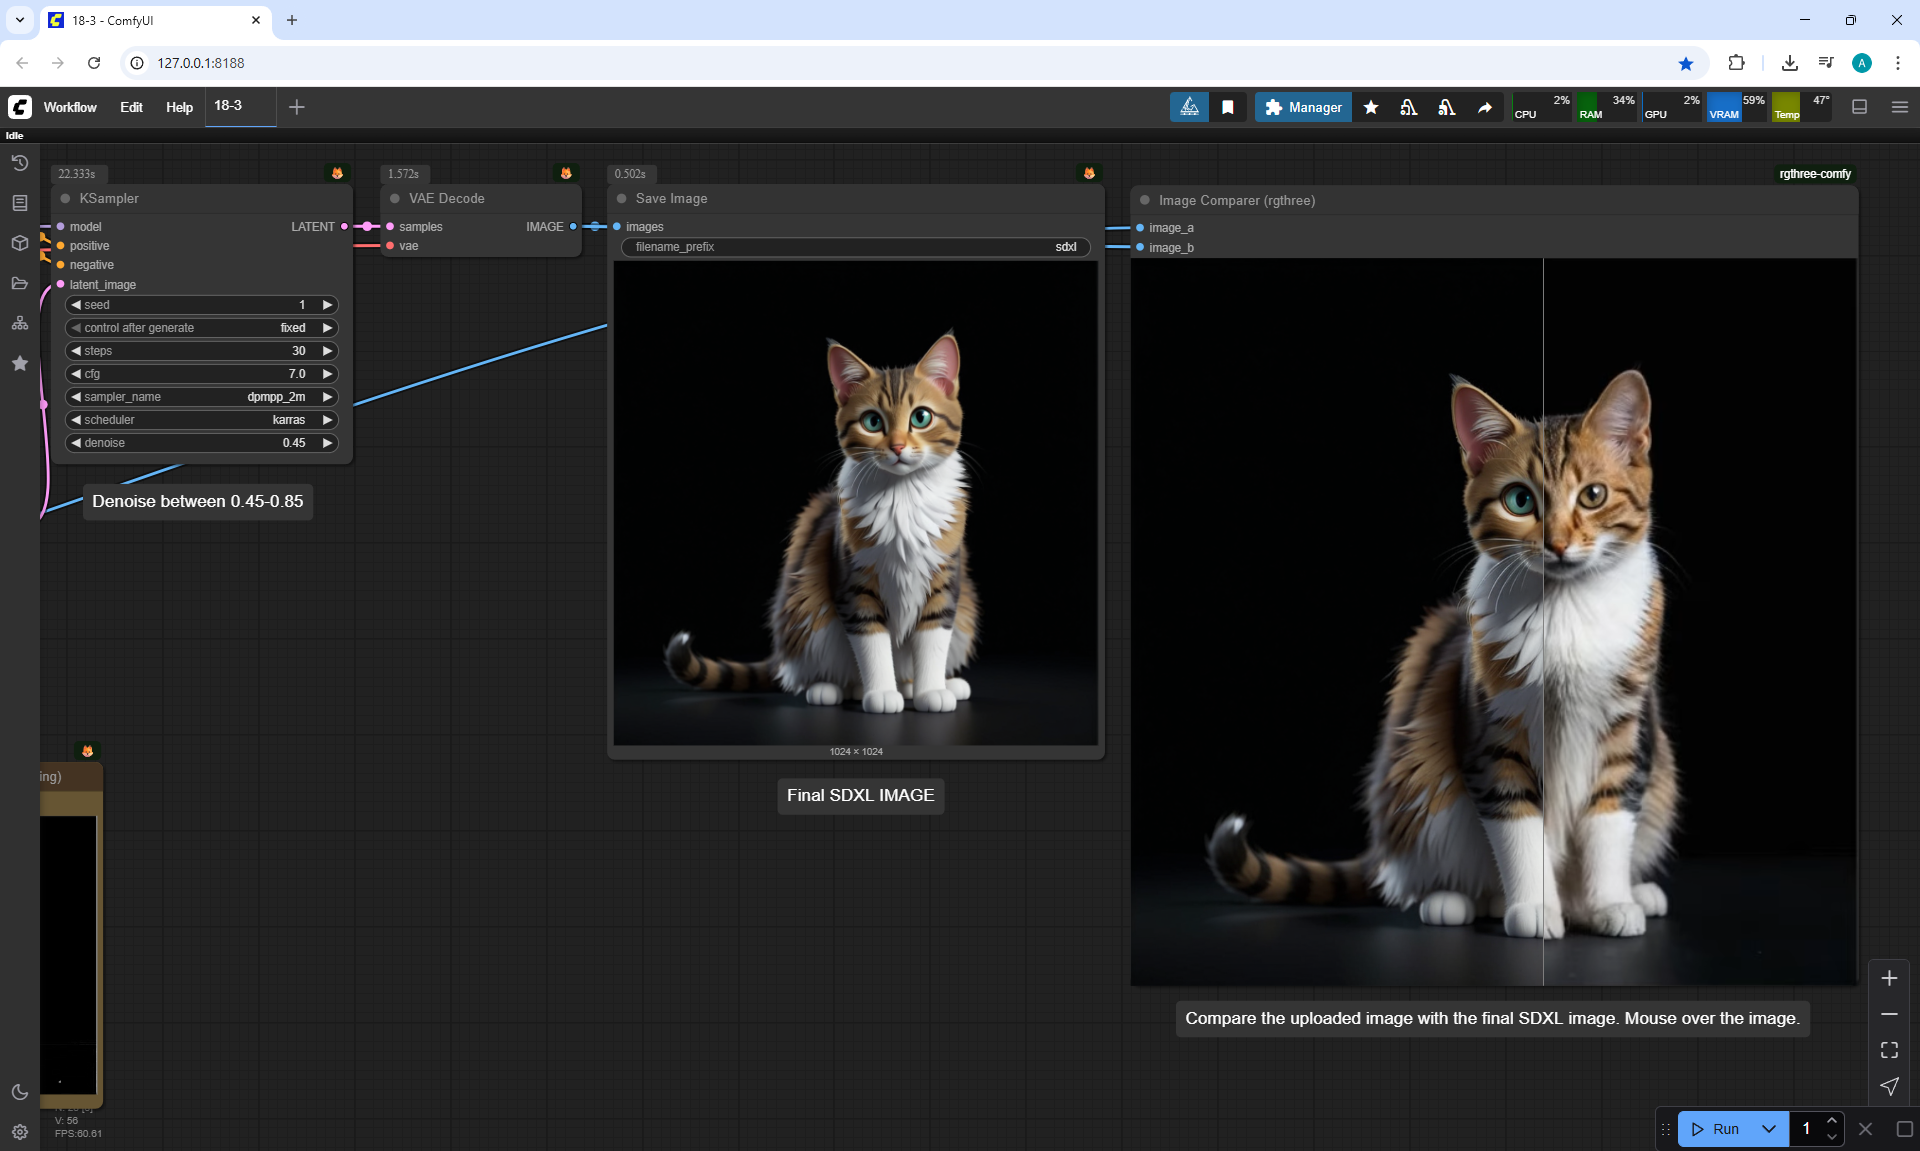 18-3 - ComfyUI
127.0.0.1:8188
A
Workflow Edit Help 18-3
Manager
CPU 2%
RAM 34%
GPU 2%
VRAM 59%
Temp 47°
Idle
22.333s
KSampler
model LATENT
positive
negative
latent_image
seed 1
control after generate fixed
steps 30
cfg 7.0
sampler_name dpmpp_2m
scheduler karras
denoise 0.45
Denoise between 0.45-0.85
1.572s
VAE Decode
samples IMAGE
vae
0.502s
Save Image
images
filename_prefix sdxl
1024 × 1024
Final SDXL IMAGE
rgthree-comfy
Image Comparer (rgthree)
image_a
image_b
Compare the uploaded image with the final SDXL image. Mouse over the image.
ing)
V: 56
FPS:60.61
Run 1